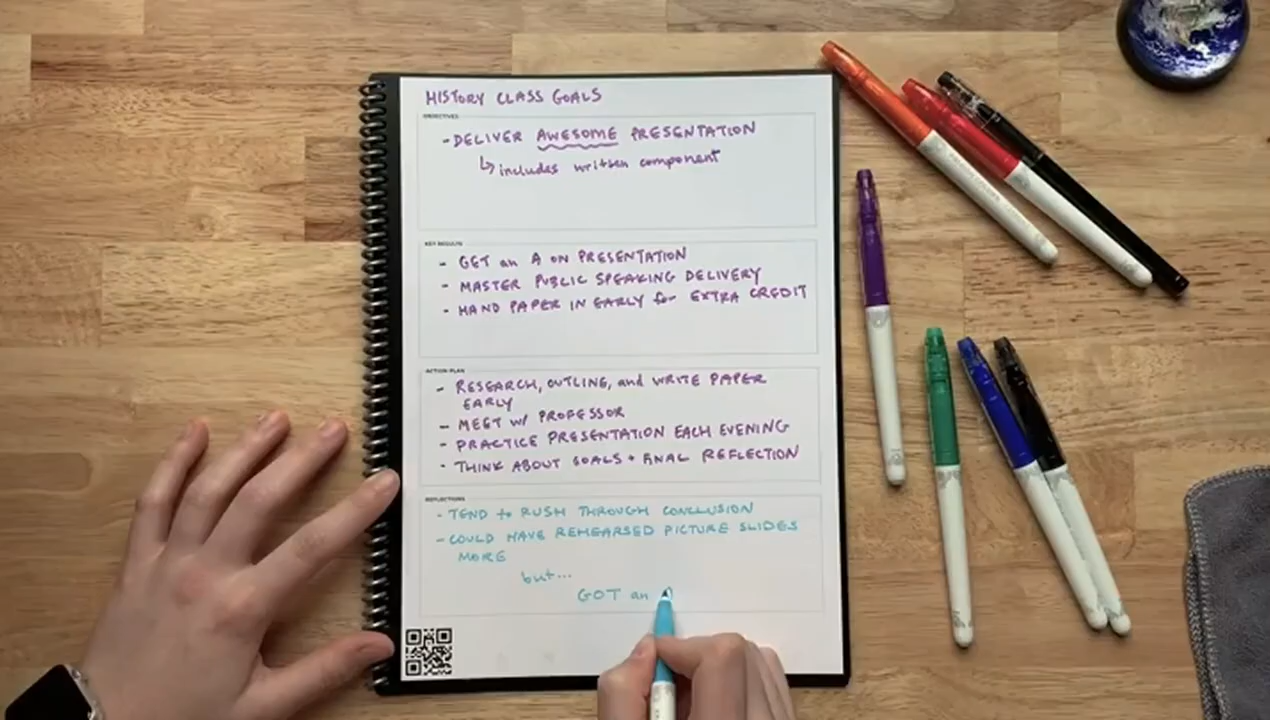 HISTORY CLASS GOALS
OBJECTIVES
- DELIVER AWESOME PRESENTATION
↳ includes written component
KEY RESULTS
- GET an A ON PRESENTATION
- MASTER PUBLIC SPEAKING DELIVERY
- HAND PAPER IN EARLY for EXTRA CREDIT
ACTION PLAN
- RESEARCH, OUTLINE, and WRITE PAPER
EARLY
- MEET W/ PROFESSOR
- PRACTICE PRESENTATION EACH EVENING
- THINK ABOUT GOALS + FINAL REFLECTION
REFLECTIONS
- TEND to RUSH THROUGH CONCLUSION
- COULD HAVE REHEARSED PICTURE SLIDES
MORE
but...
GOT an